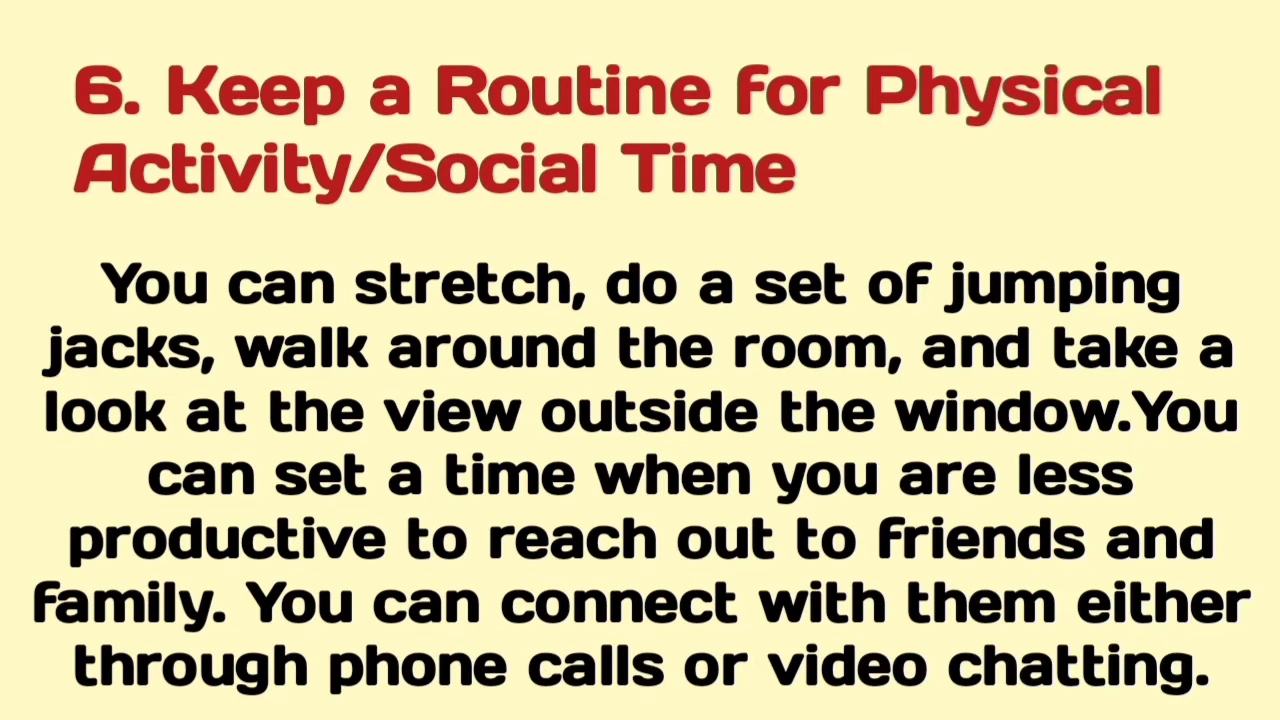 6. Keep a Routine for Physical
Activity/Social Time
You can stretch, do a set of jumping
jacks, walk around the room, and take a
look at the view outside the window.You
can set a time when you are less
productive to reach out to friends and
family. You can connect with them either
through phone calls or video chatting.